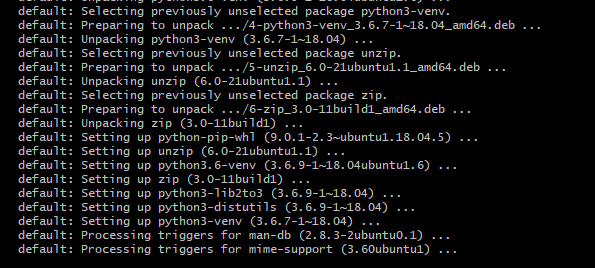 default: Selecting previously unselected package python3-venv.
default: Preparing to unpack .../4-python3-venv_3.6.7-1~18.04_amd64.deb ...
default: Unpacking python3-venv (3.6.7-1~18.04) ...
default: Selecting previously unselected package unzip.
default: Preparing to unpack .../5-unzip_6.0-21ubuntu1.1_amd64.deb ...
default: Unpacking unzip (6.0-21ubuntu1.1) ...
default: Selecting previously unselected package zip.
default: Preparing to unpack .../6-zip_3.0-11build1_amd64.deb ...
default: Unpacking zip (3.0-11build1) ...
default: Setting up python-pip-whl (9.0.1-2.3~ubuntu1.18.04.5) ...
default: Setting up unzip (6.0-21ubuntu1.1) ...
default: Setting up python3.6-venv (3.6.9-1~18.04ubuntu1.6) ...
default: Setting up zip (3.0-11build1) ...
default: Setting up python3-lib2to3 (3.6.9-1~18.04) ...
default: Setting up python3-distutils (3.6.9-1~18.04) ...
default: Setting up python3-venv (3.6.7-1~18.04) ...
default: Processing triggers for man-db (2.8.3-2ubuntu0.1) ...
default: Processing triggers for mime-support (3.60ubuntu1) ...